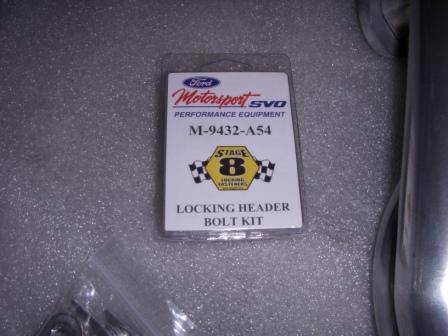 Ford
Motorsport SVO
PERFORMANCE EQUIPMENT
M-9432-A54
STAGE
8
LOCKING
FASTENERS
LOCKING HEADER
BOLT KIT